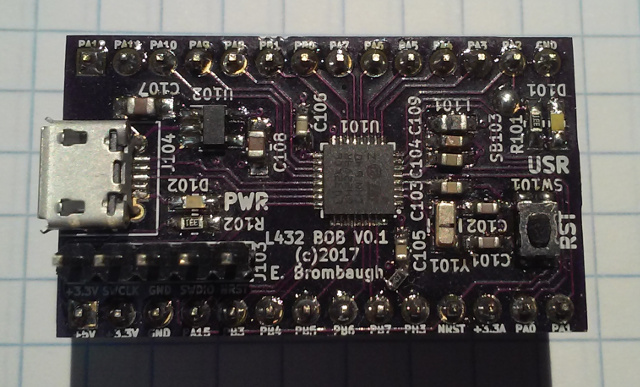 PA12 PA10 PA9 PA8 PB1 PB0 PA7 PA6 PA5 PA4 PA3 PA2 GND
C107 U102 C106 U101 C109 L101 D101
J104 C108 C104 SB103 R101
USR
D102 PWR C103 SW101
R102 C102 RST
L432 BOB V0.1
(c)2017
E. Brombaugh
J103 C105 Y101 C101
+3.3V SWCLK GND SWDIO NRST
+5V +3.3V GND A15 PB3 PB4 PB5 PB6 PB7 PH3 NRST +3.3A PA0 PA1